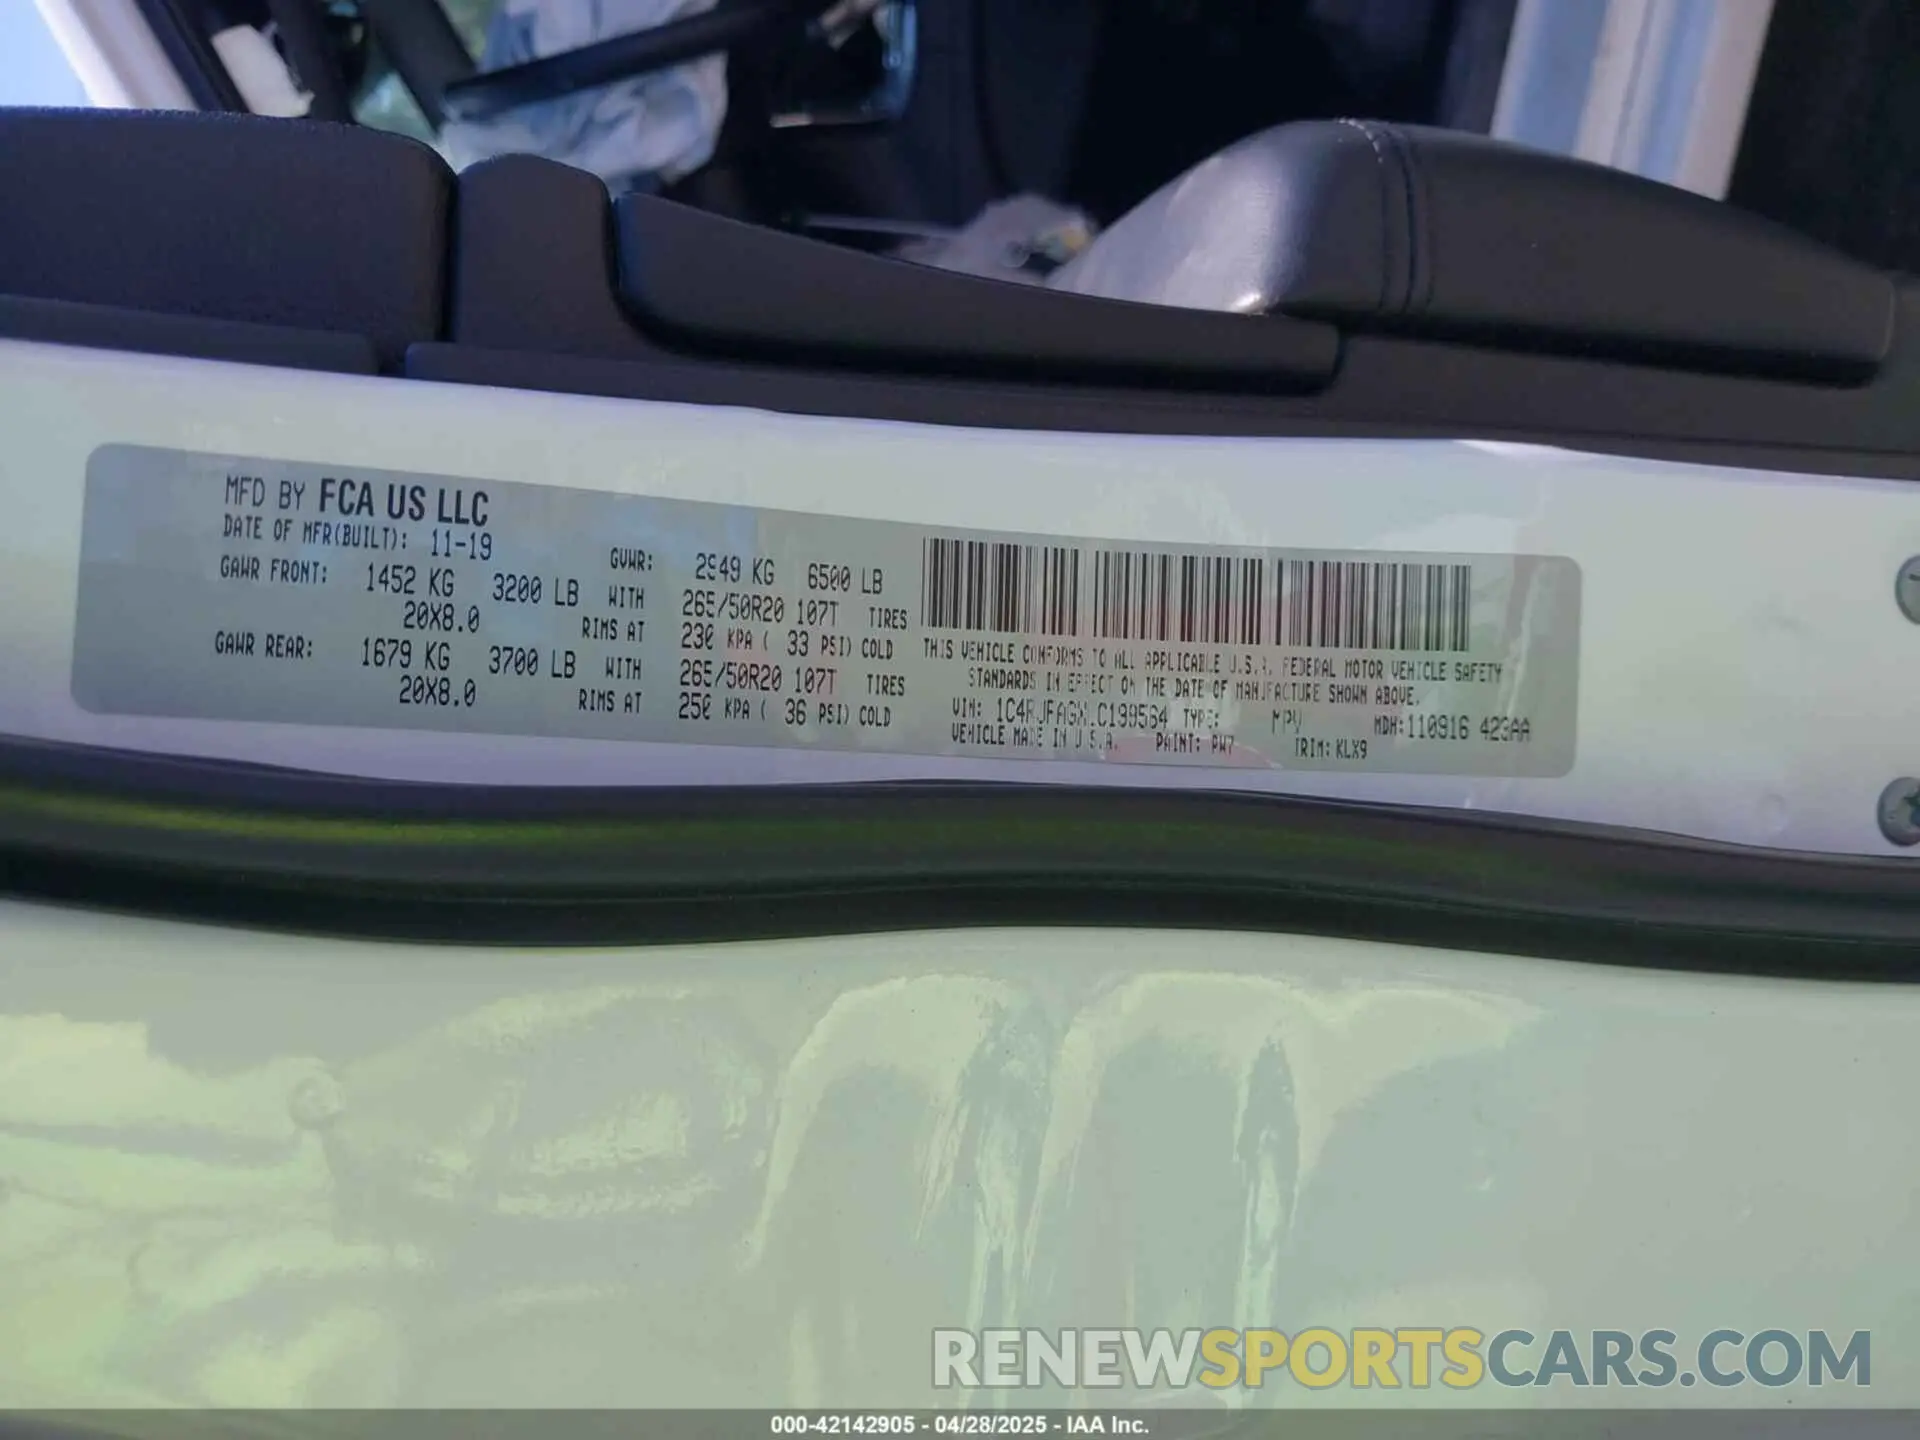 MFD BY FCA US LLC
DATE OF MFR(BUILT): 11-19
GVWR: 2949 KG 6500 LB
GAWR FRONT: 1452 KG 3200 LB WITH 265/50R20 107T TIRES
20X8.0 RIMS AT 230 KPA ( 33 PSI) COLD
GAWR REAR: 1679 KG 3700 LB WITH 265/50R20 107T TIRES
20X8.0 RIMS AT 250 KPA ( 36 PSI) COLD
THIS VEHICLE CONFORMS TO ALL APPLICABLE U.S.A. FEDERAL MOTOR VEHICLE SAFETY
STANDARDS IN EFFECT ON THE DATE OF MANUFACTURE SHOWN ABOVE.
VIN: TYPE: MPV MDH:110916 423AA
VEHICLE MADE IN U.S.A. PAINT: PW7 TRIM: KLX9
RENEWSPORTSCARS.COM
000-42142905 - 04/28/2025 - IAA Inc.